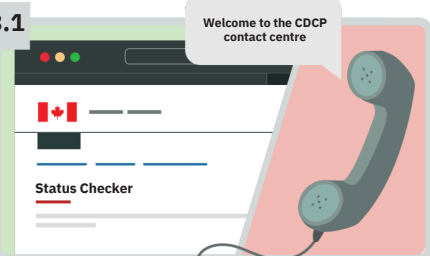 3.1
Welcome to the CDCP
contact centre
Status Checker